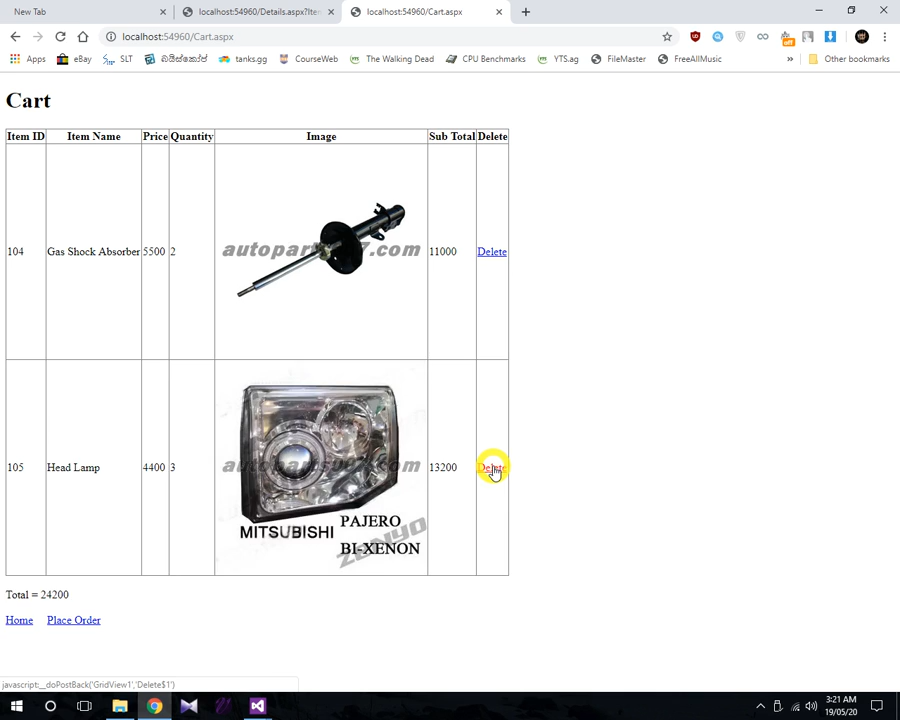 New Tab
localhost:54960/Details.aspx?Item
localhost:54960/Cart.aspx
localhost:54960/Cart.aspx
Apps
eBay
SLT
බයිස්කෝප්
tanks.gg
CourseWeb
The Walking Dead
CPU Benchmarks
YTS.ag
FileMaster
FreeAllMusic
Other bookmarks
Cart
Item ID Item Name Price Quantity Image Sub Total Delete
104 Gas Shock Absorber 5500 2 11000 Delete
105 Head Lamp 4400 3 13200 Delete
MITSUBISHI PAJERO
BI-XENON
ZENYO
Total = 24200
Home Place Order
javascript:__doPostBack('GridView1','Delete$1')
3:21 AM
19/05/20